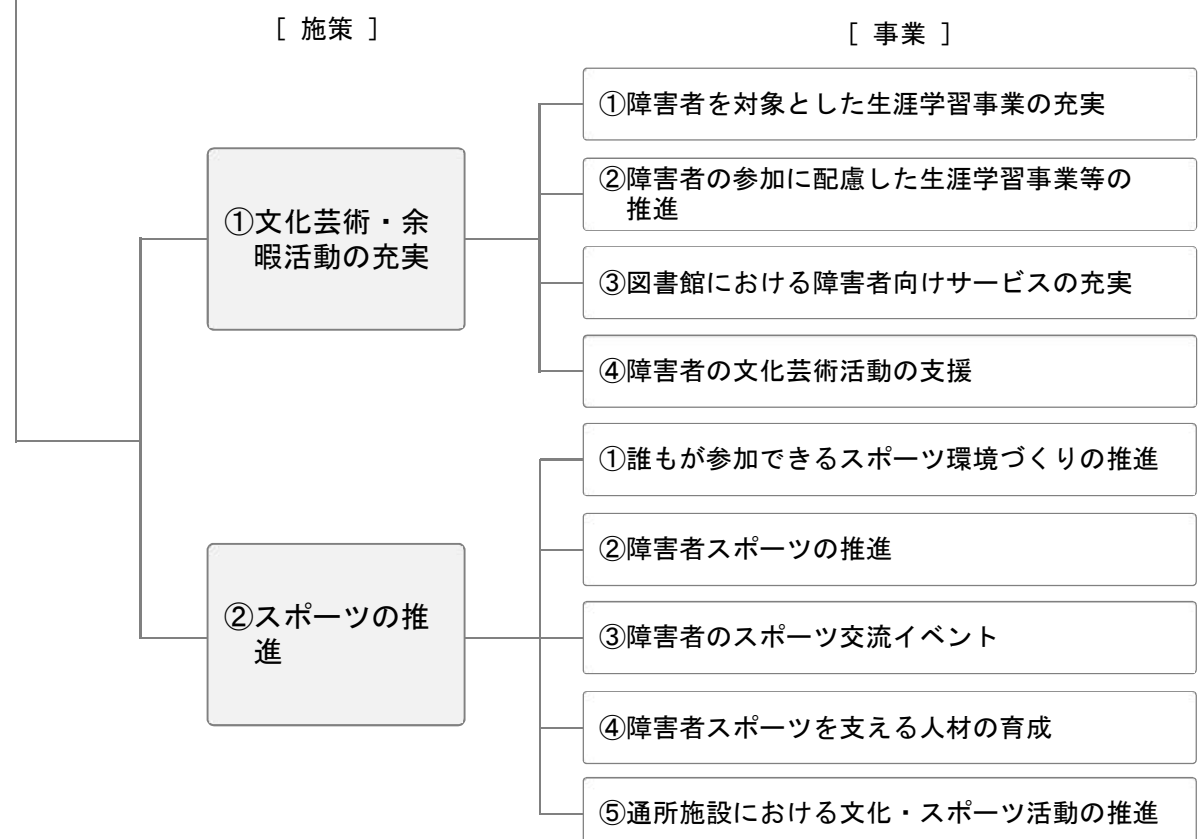 [ 施策 ]
[ 事業 ]
①文化芸術・余
暇活動の充実
①障害者を対象とした生涯学習事業の充実
②障害者の参加に配慮した生涯学習事業等の
推進
③図書館における障害者向けサービスの充実
④障害者の文化芸術活動の支援
②スポーツの推
進
①誰もが参加できるスポーツ環境づくりの推進
②障害者スポーツの推進
③障害者のスポーツ交流イベント
④障害者スポーツを支える人材の育成
⑤通所施設における文化・スポーツ活動の推進